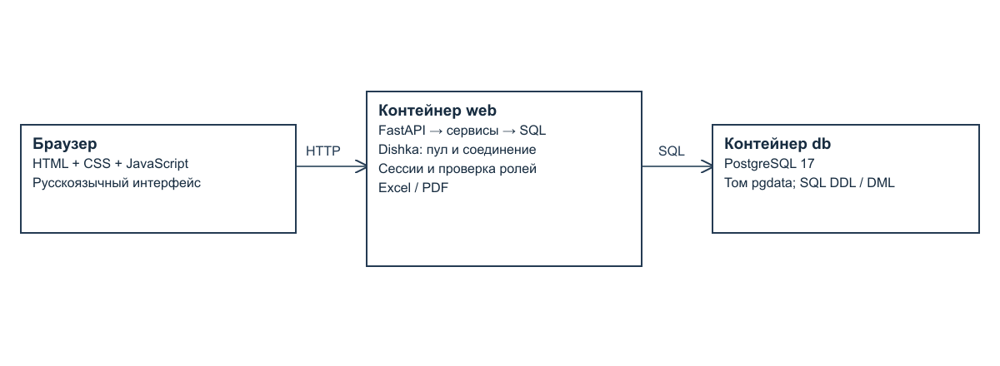 Браузер
HTML + CSS + JavaScript
Русскоязычный интерфейс
HTTP
Контейнер web
FastAPI → сервисы → SQL
Dishka: пул и соединение
Сессии и проверка ролей
Excel / PDF
SQL
Контейнер db
PostgreSQL 17
Том pgdata; SQL DDL / DML